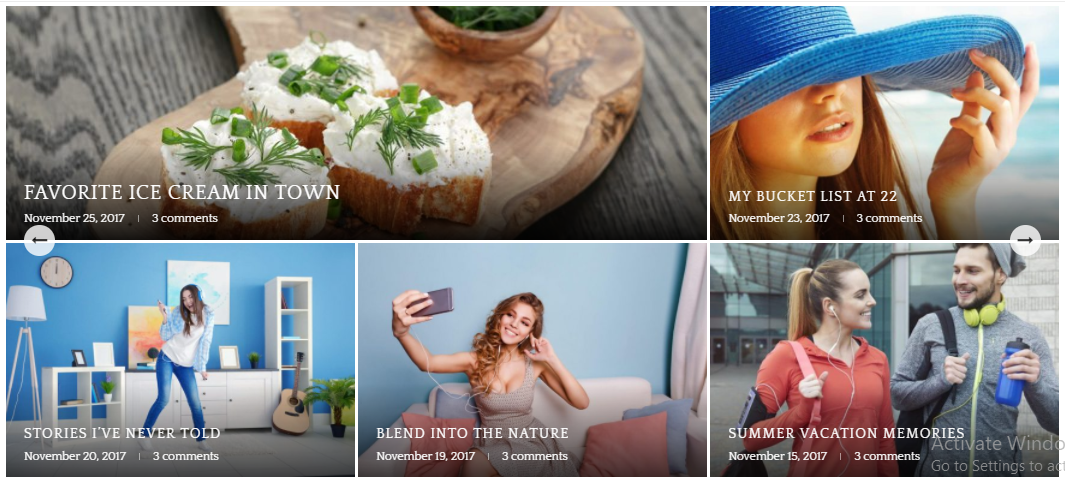 FAVORITE ICE CREAM IN TOWN
November 25, 2017 | 3 comments
MY BUCKET LIST AT 22
November 23, 2017 | 3 comments
STORIES I'VE NEVER TOLD
November 20, 2017 | 3 comments
BLEND INTO THE NATURE
November 19, 2017 | 3 comments
SUMMER VACATION MEMORIES
November 15, 2017 | 3 comments
Activate Windo
Go to Settings to act